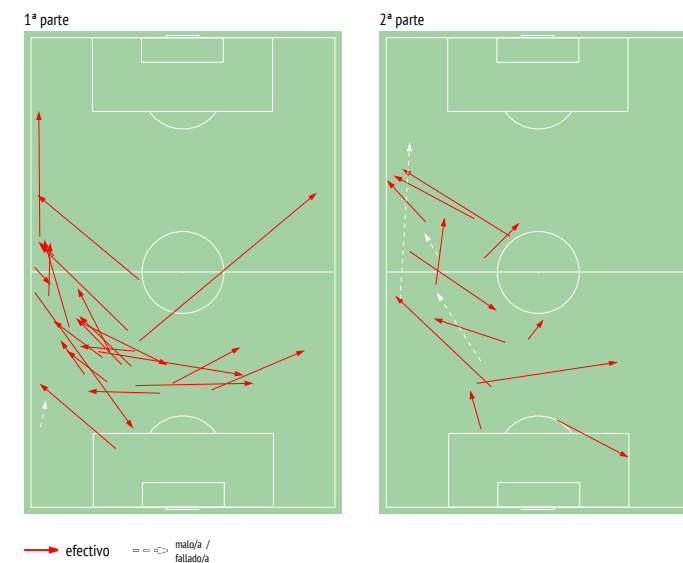 1ª parte
2ª parte
efectivo
malo/a /
fallado/a